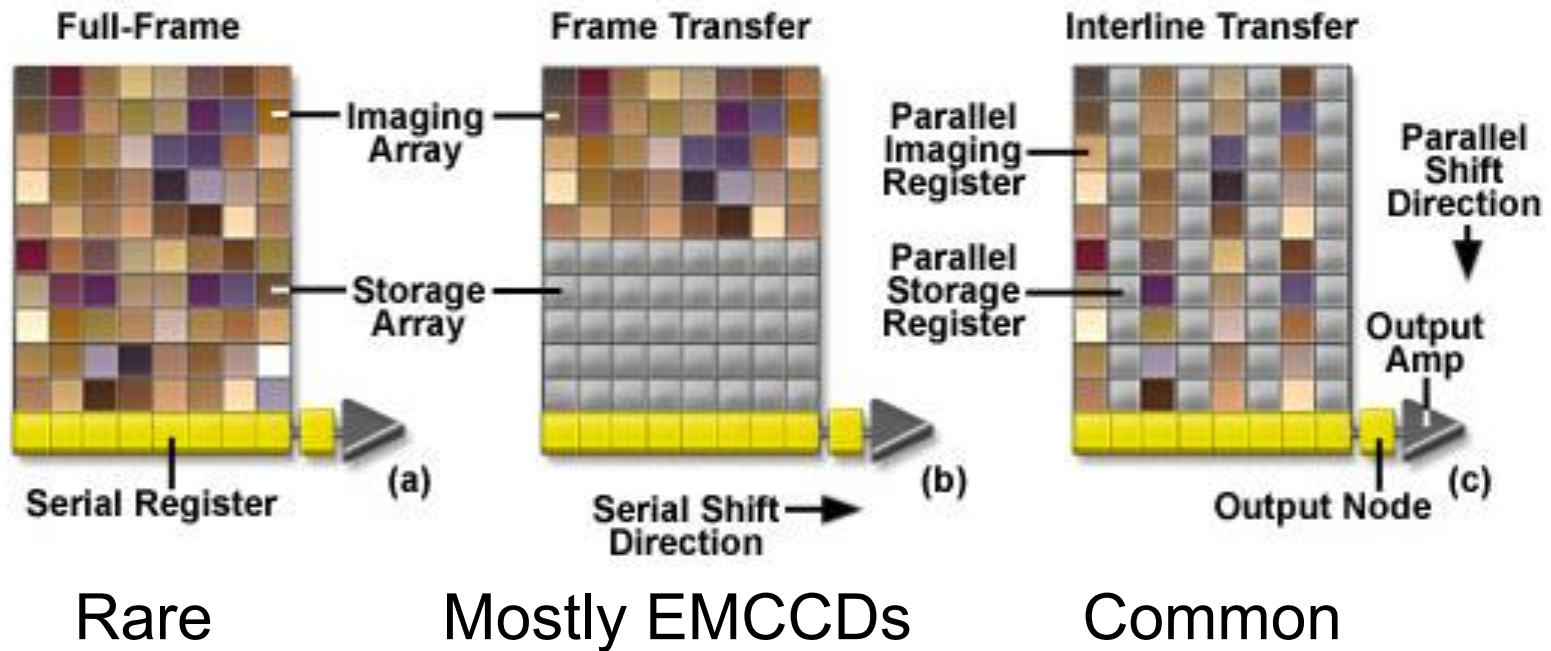 Full-Frame
Frame Transfer
Interline Transfer
Imaging
Array
Storage
Array
Parallel
Imaging
Register
Parallel
Storage
Register
Parallel
Shift
Direction
Output
Amp
Serial Register
(a)
Serial Shift
Direction
(b)
Output Node
(c)
Rare
Mostly EMCCDs
Common